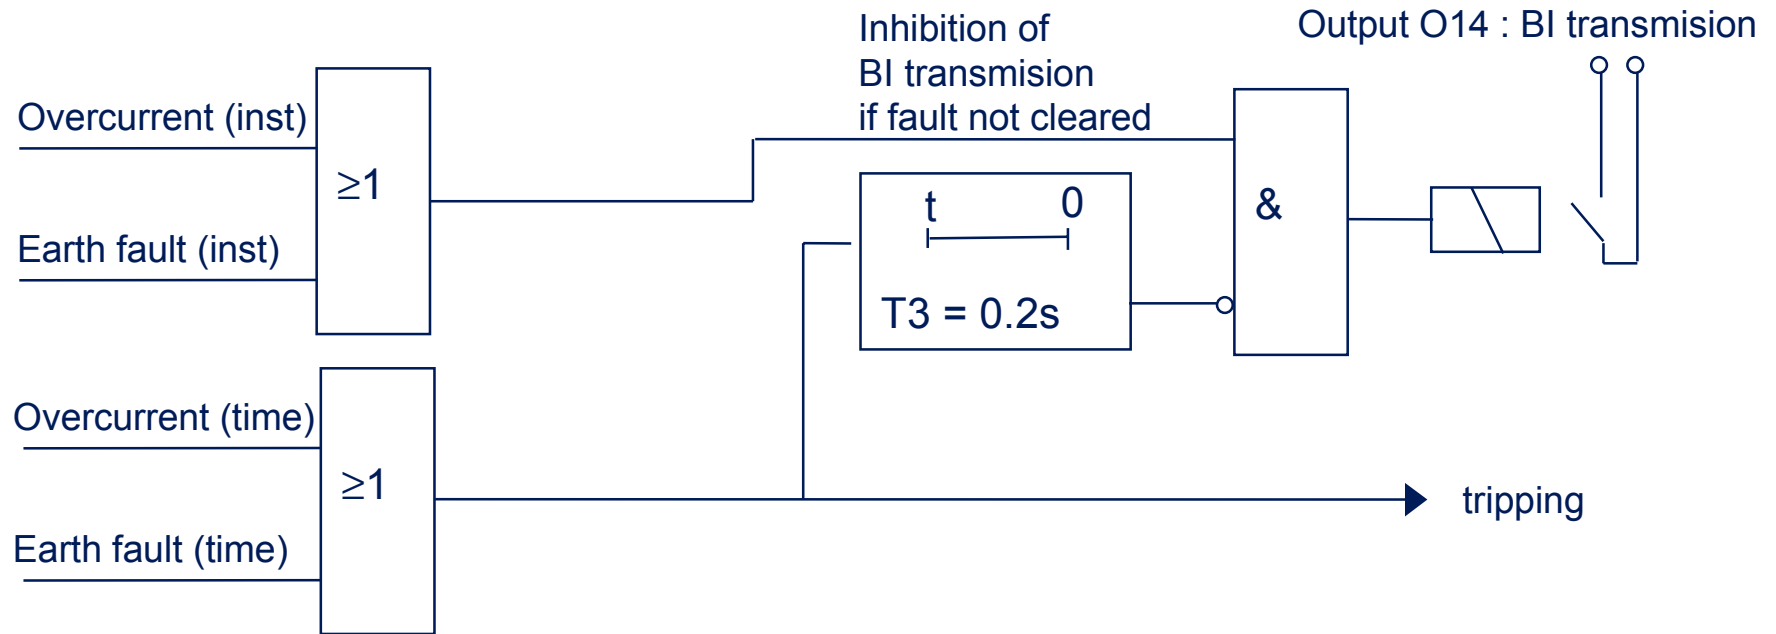 Inhibition of
BI transmision
if fault not cleared
Output O14 : BI transmision
Overcurrent (inst)
≥1
Earth fault (inst)
t 0
T3 = 0.2s
&
Overcurrent (time)
≥1
Earth fault (time)
tripping